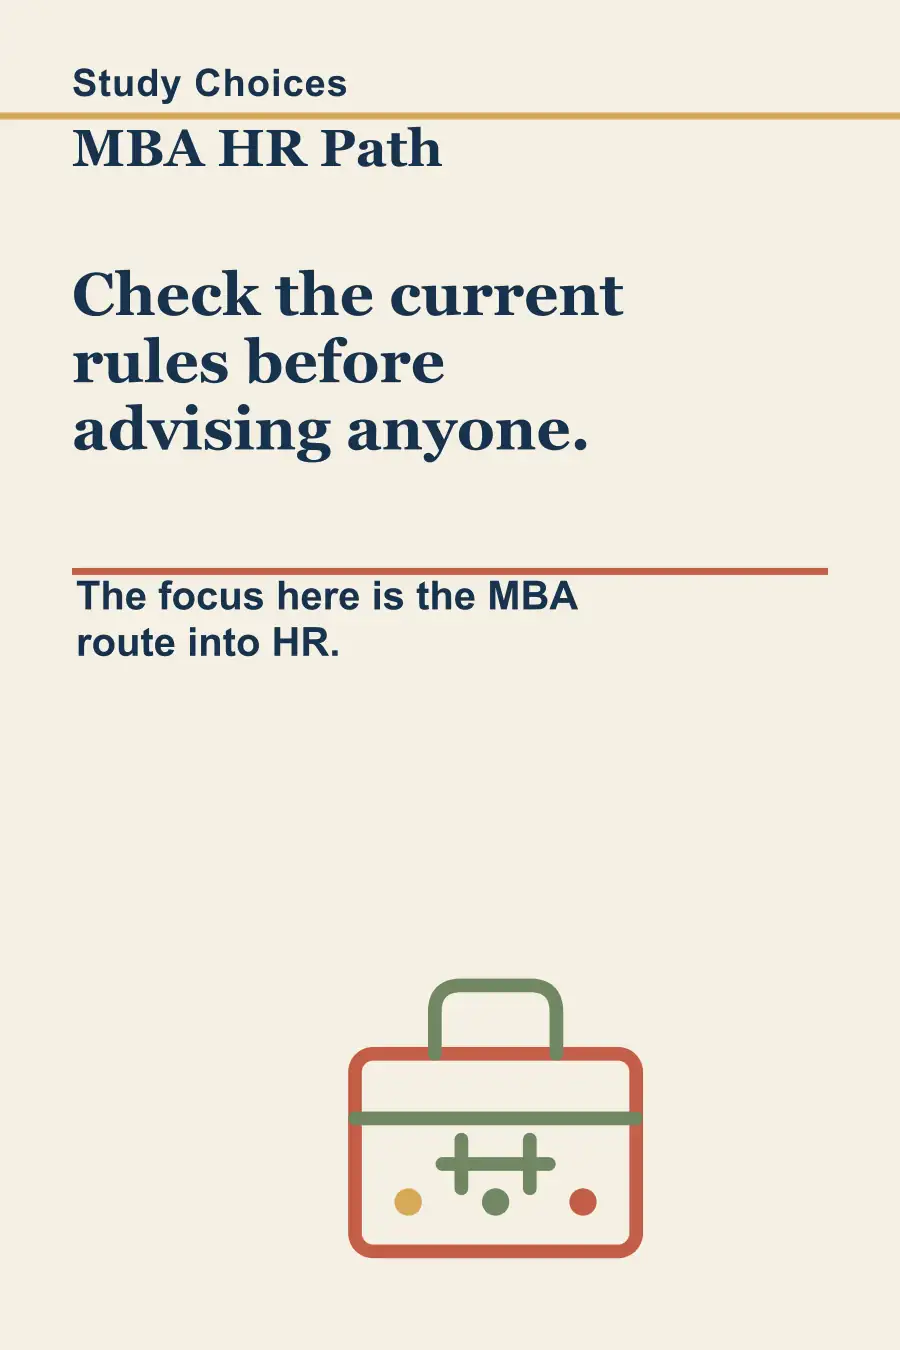 Study Choices
MBA HR Path
Check the current
rules before
advising anyone.
The focus here is the MBA
route into HR.